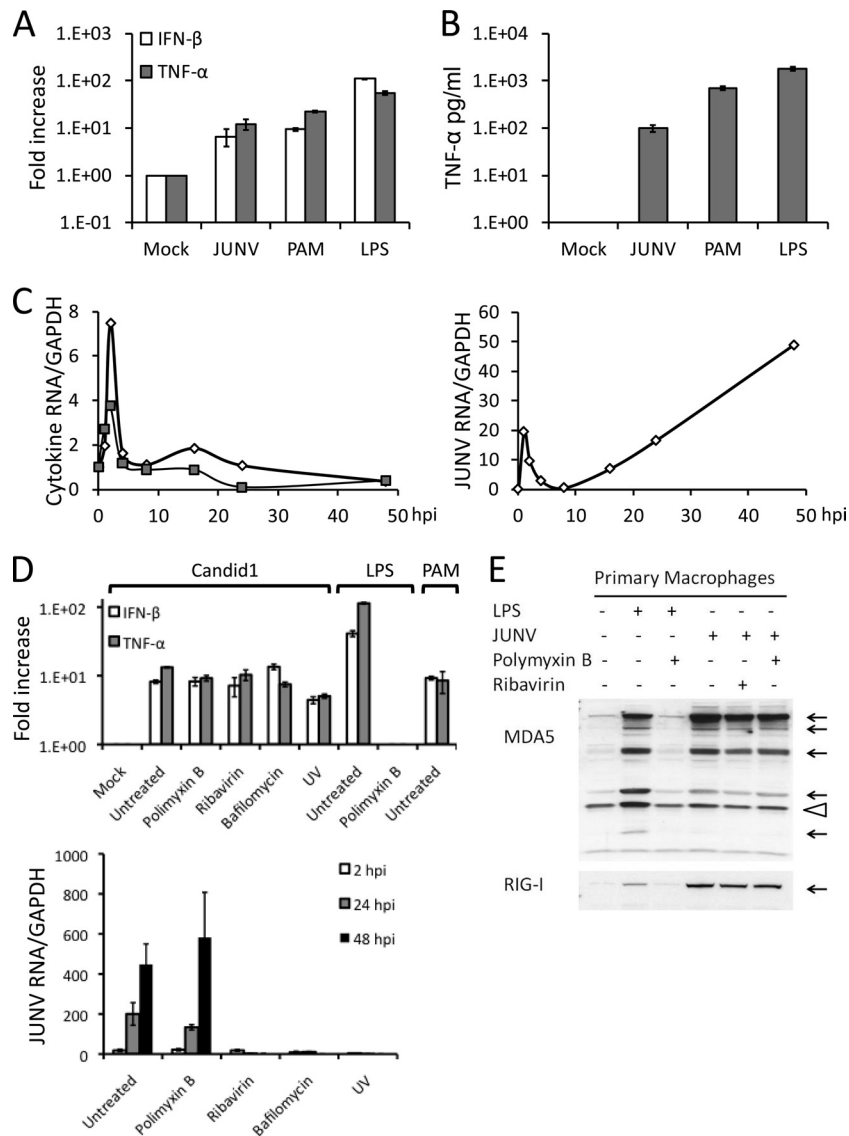 A
IFN-β
TNF-α
Fold increase
1.E+03
1.E+02
1.E+01
1.E+00
1.E-01
Mock JUNV PAM LPS
B
TNF-α pg/ml
1.E+04
1.E+03
1.E+02
1.E+01
1.E+00
Mock JUNV PAM LPS
C
Cytokine RNA/GAPDH
8
6
4
2
0
0 10 20 30 40 50 hpi
JUNV RNA/GAPDH
60
50
40
30
20
10
0
0 10 20 30 40 50 hpi
D
Candid1 LPS PAM
IFN-β
TNF-α
Fold increase
1.E+02
1.E+01
1.E+00
Mock Untreated Polimyxin B Ribavirin Bafilomycin UV Untreated Polimyxin B Untreated
JUNV RNA/GAPDH
1000
800
600
400
200
0
2 hpi
24 hpi
48 hpi
Untreated Polimyxin B Ribavirin Bafilomycin UV
E
Primary Macrophages
LPS - + + - - -
JUNV - - - + + +
Polymyxin B - - + - - +
Ribavirin - - - - + -
MDA5
RIG-I